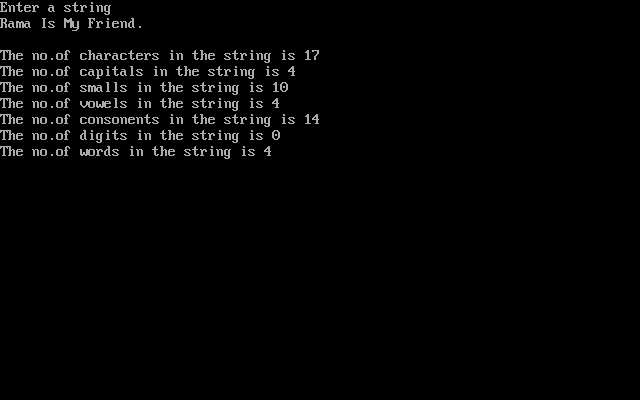 Enter a string
Rama Is My Friend.
The no.of characters in the string is 17
The no.of capitals in the string is 4
The no.of smalls in the string is 10
The no.of vowels in the string is 4
The no.of consonents in the string is 14
The no.of digits in the string is 0
The no.of words in the string is 4